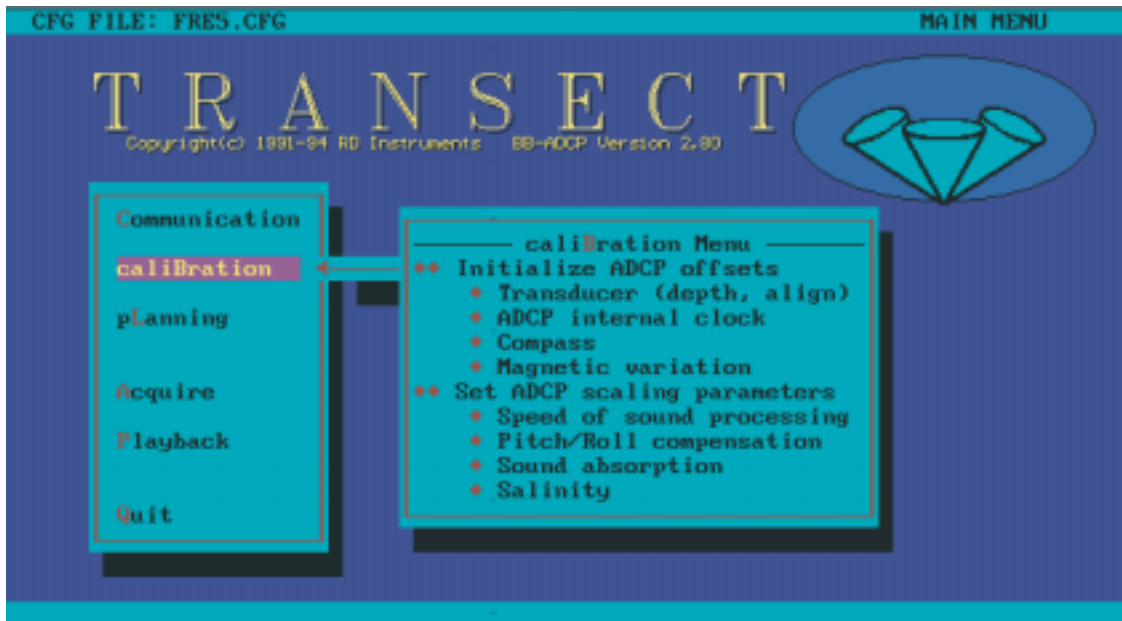 CFG FILE: FRE5.CFG MAIN MENU
TRANSECT
Copyright(c) 1991-94 RD Instruments BB-ADCP Version 2.80
Communication
caliBration
pLanning
Acquire
Playback
Quit
caliBration Menu
Initialize ADCP offsets
Transducer (depth, align)
ADCP internal clock
Compass
Magnetic variation
Set ADCP scaling parameters
Speed of sound processing
Pitch/Roll compensation
Sound absorption
Salinity